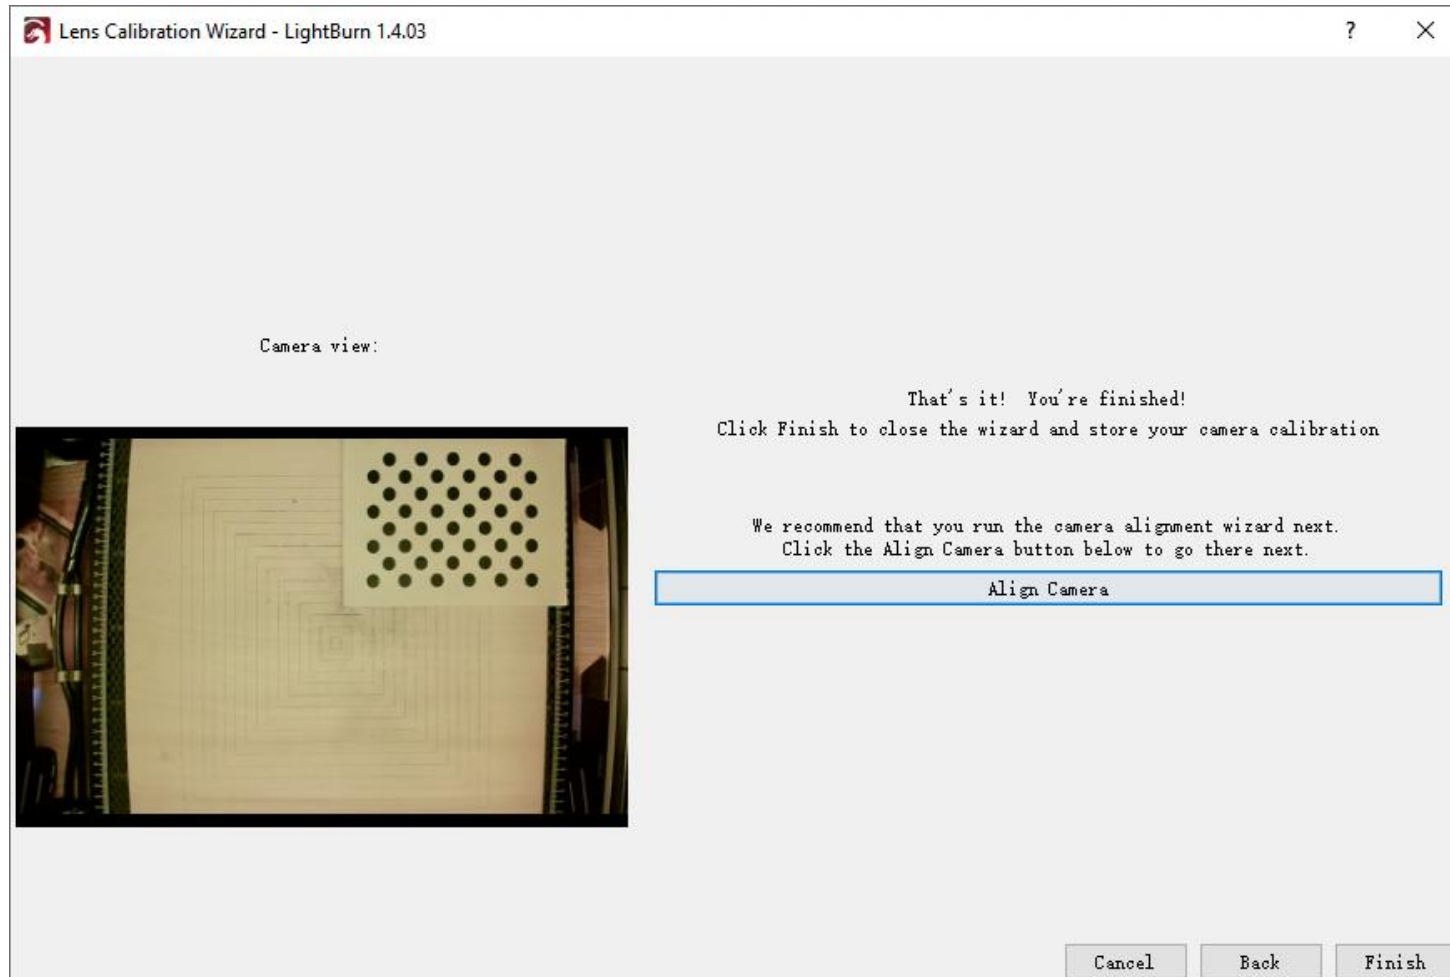 Lens Calibration Wizard - LightBurn 1.4.03
?
Camera view:
That's it!  You're finished!
Click Finish to close the wizard and store your camera calibration
We recommend that you run the camera alignment wizard next.
Click the Align Camera button below to go there next.
Align Camera
Cancel
Back
Finish